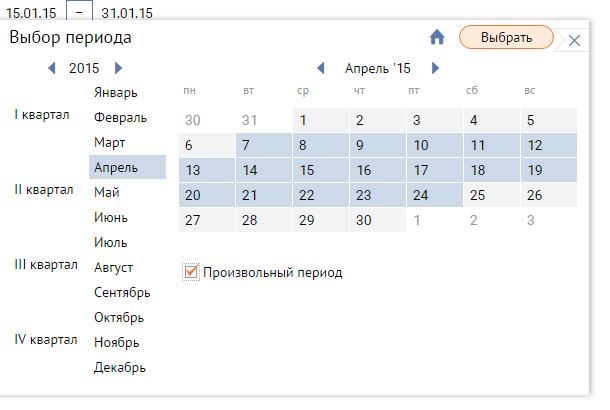 15.01.15 – 31.01.15
Выбор периода
Выбрать
2015
Апрель '15
Январь
Февраль
Март
Апрель
Май
Июнь
Июль
Август
Сентябрь
Октябрь
Ноябрь
Декабрь
I квартал
II квартал
III квартал
IV квартал
пн вт ср чт пт сб вс
30 31 1 2 3 4 5
6 7 8 9 10 11 12
13 14 15 16 17 18 19
20 21 22 23 24 25 26
27 28 29 30 1 2 3
Произвольный период